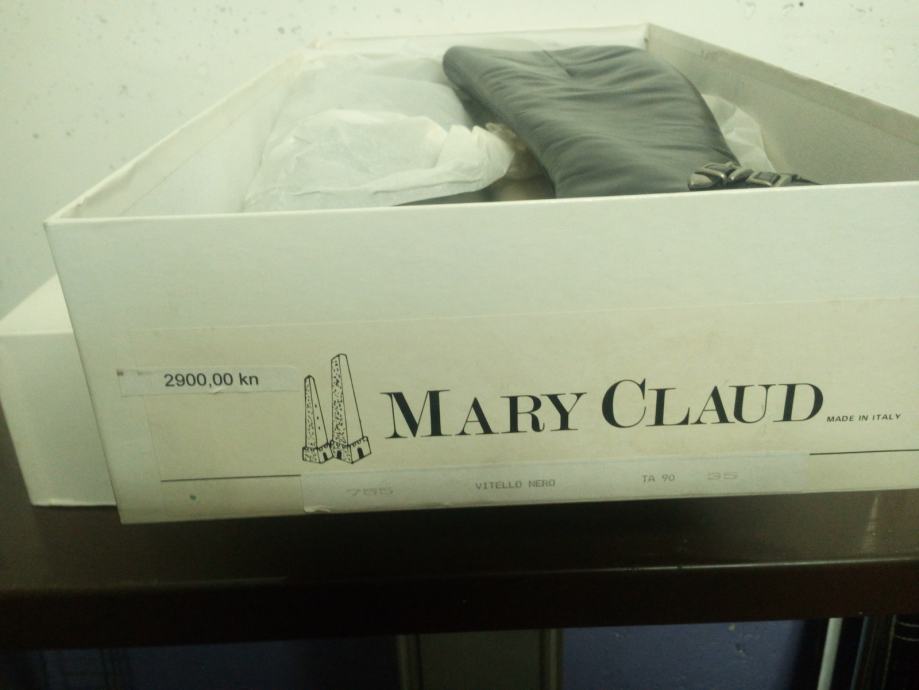 2900,00 kn
MARY CLAUD
MADE IN ITALY
755 VITELLO NERO TA 90 35